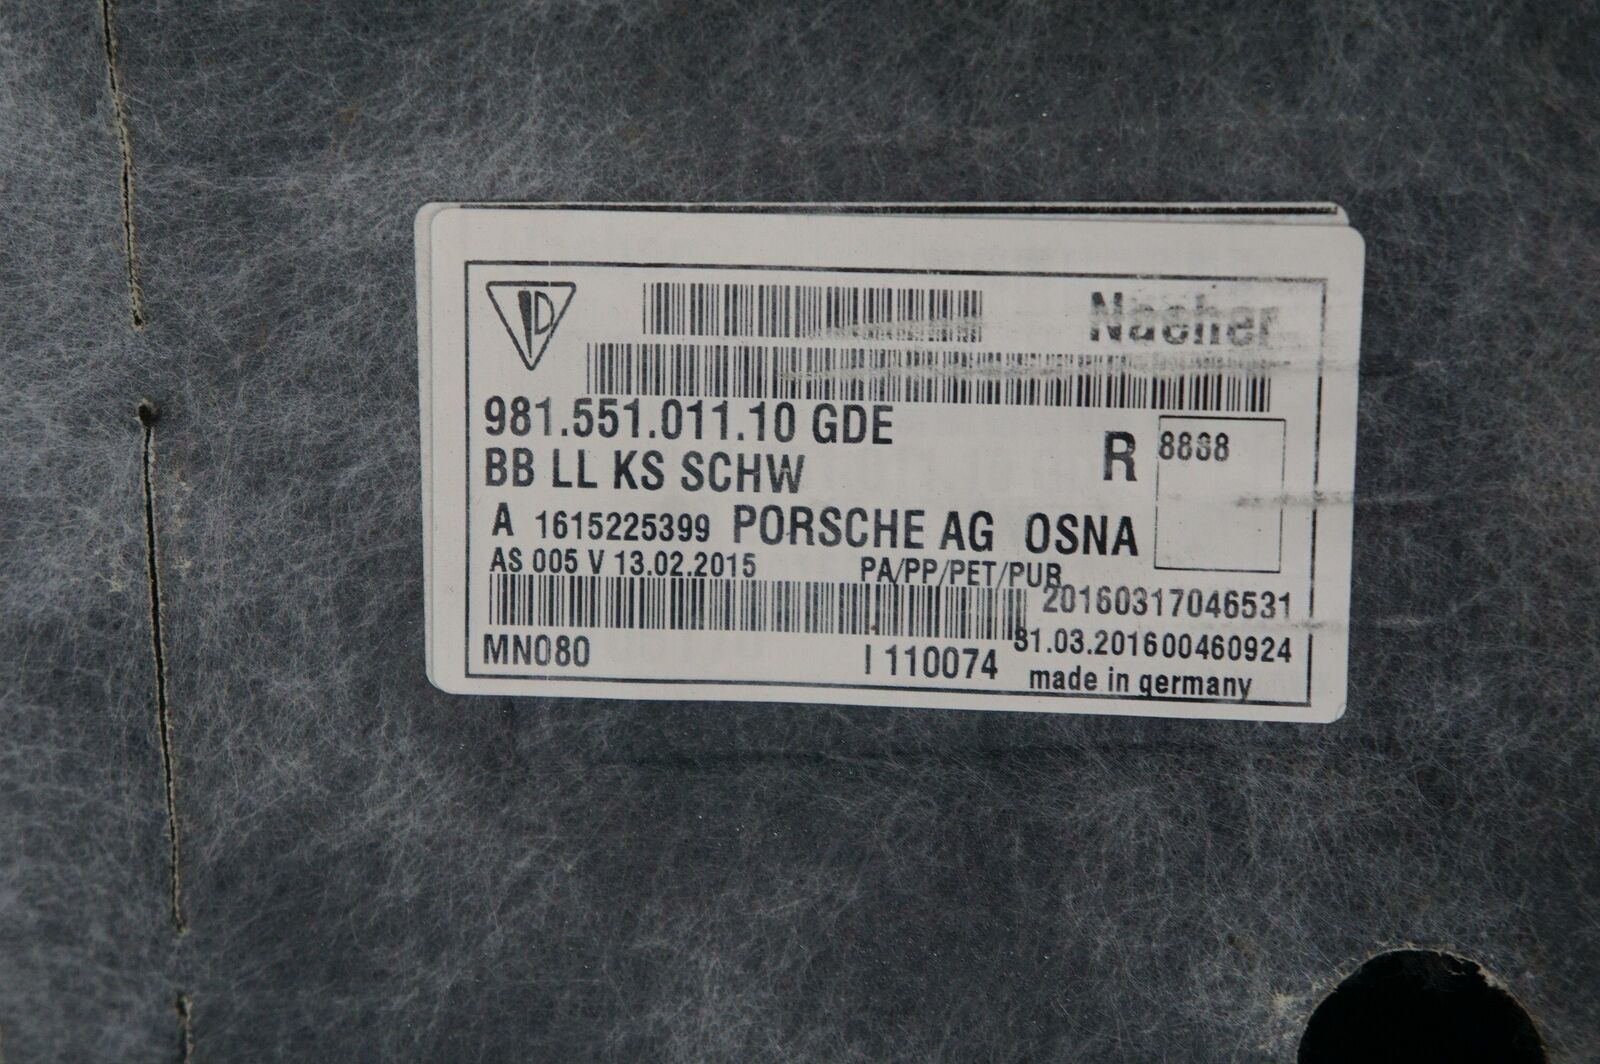 Naeher
981.551.011.10 GDE
BB LL KS SCHW
R 8888
A 1615225399 PORSCHE AG OSNA
AS 005 V 13.02.2015 PA/PP/PET/PUR
20160317046531
31.03.201600460924
MN080 I 110074
made in germany